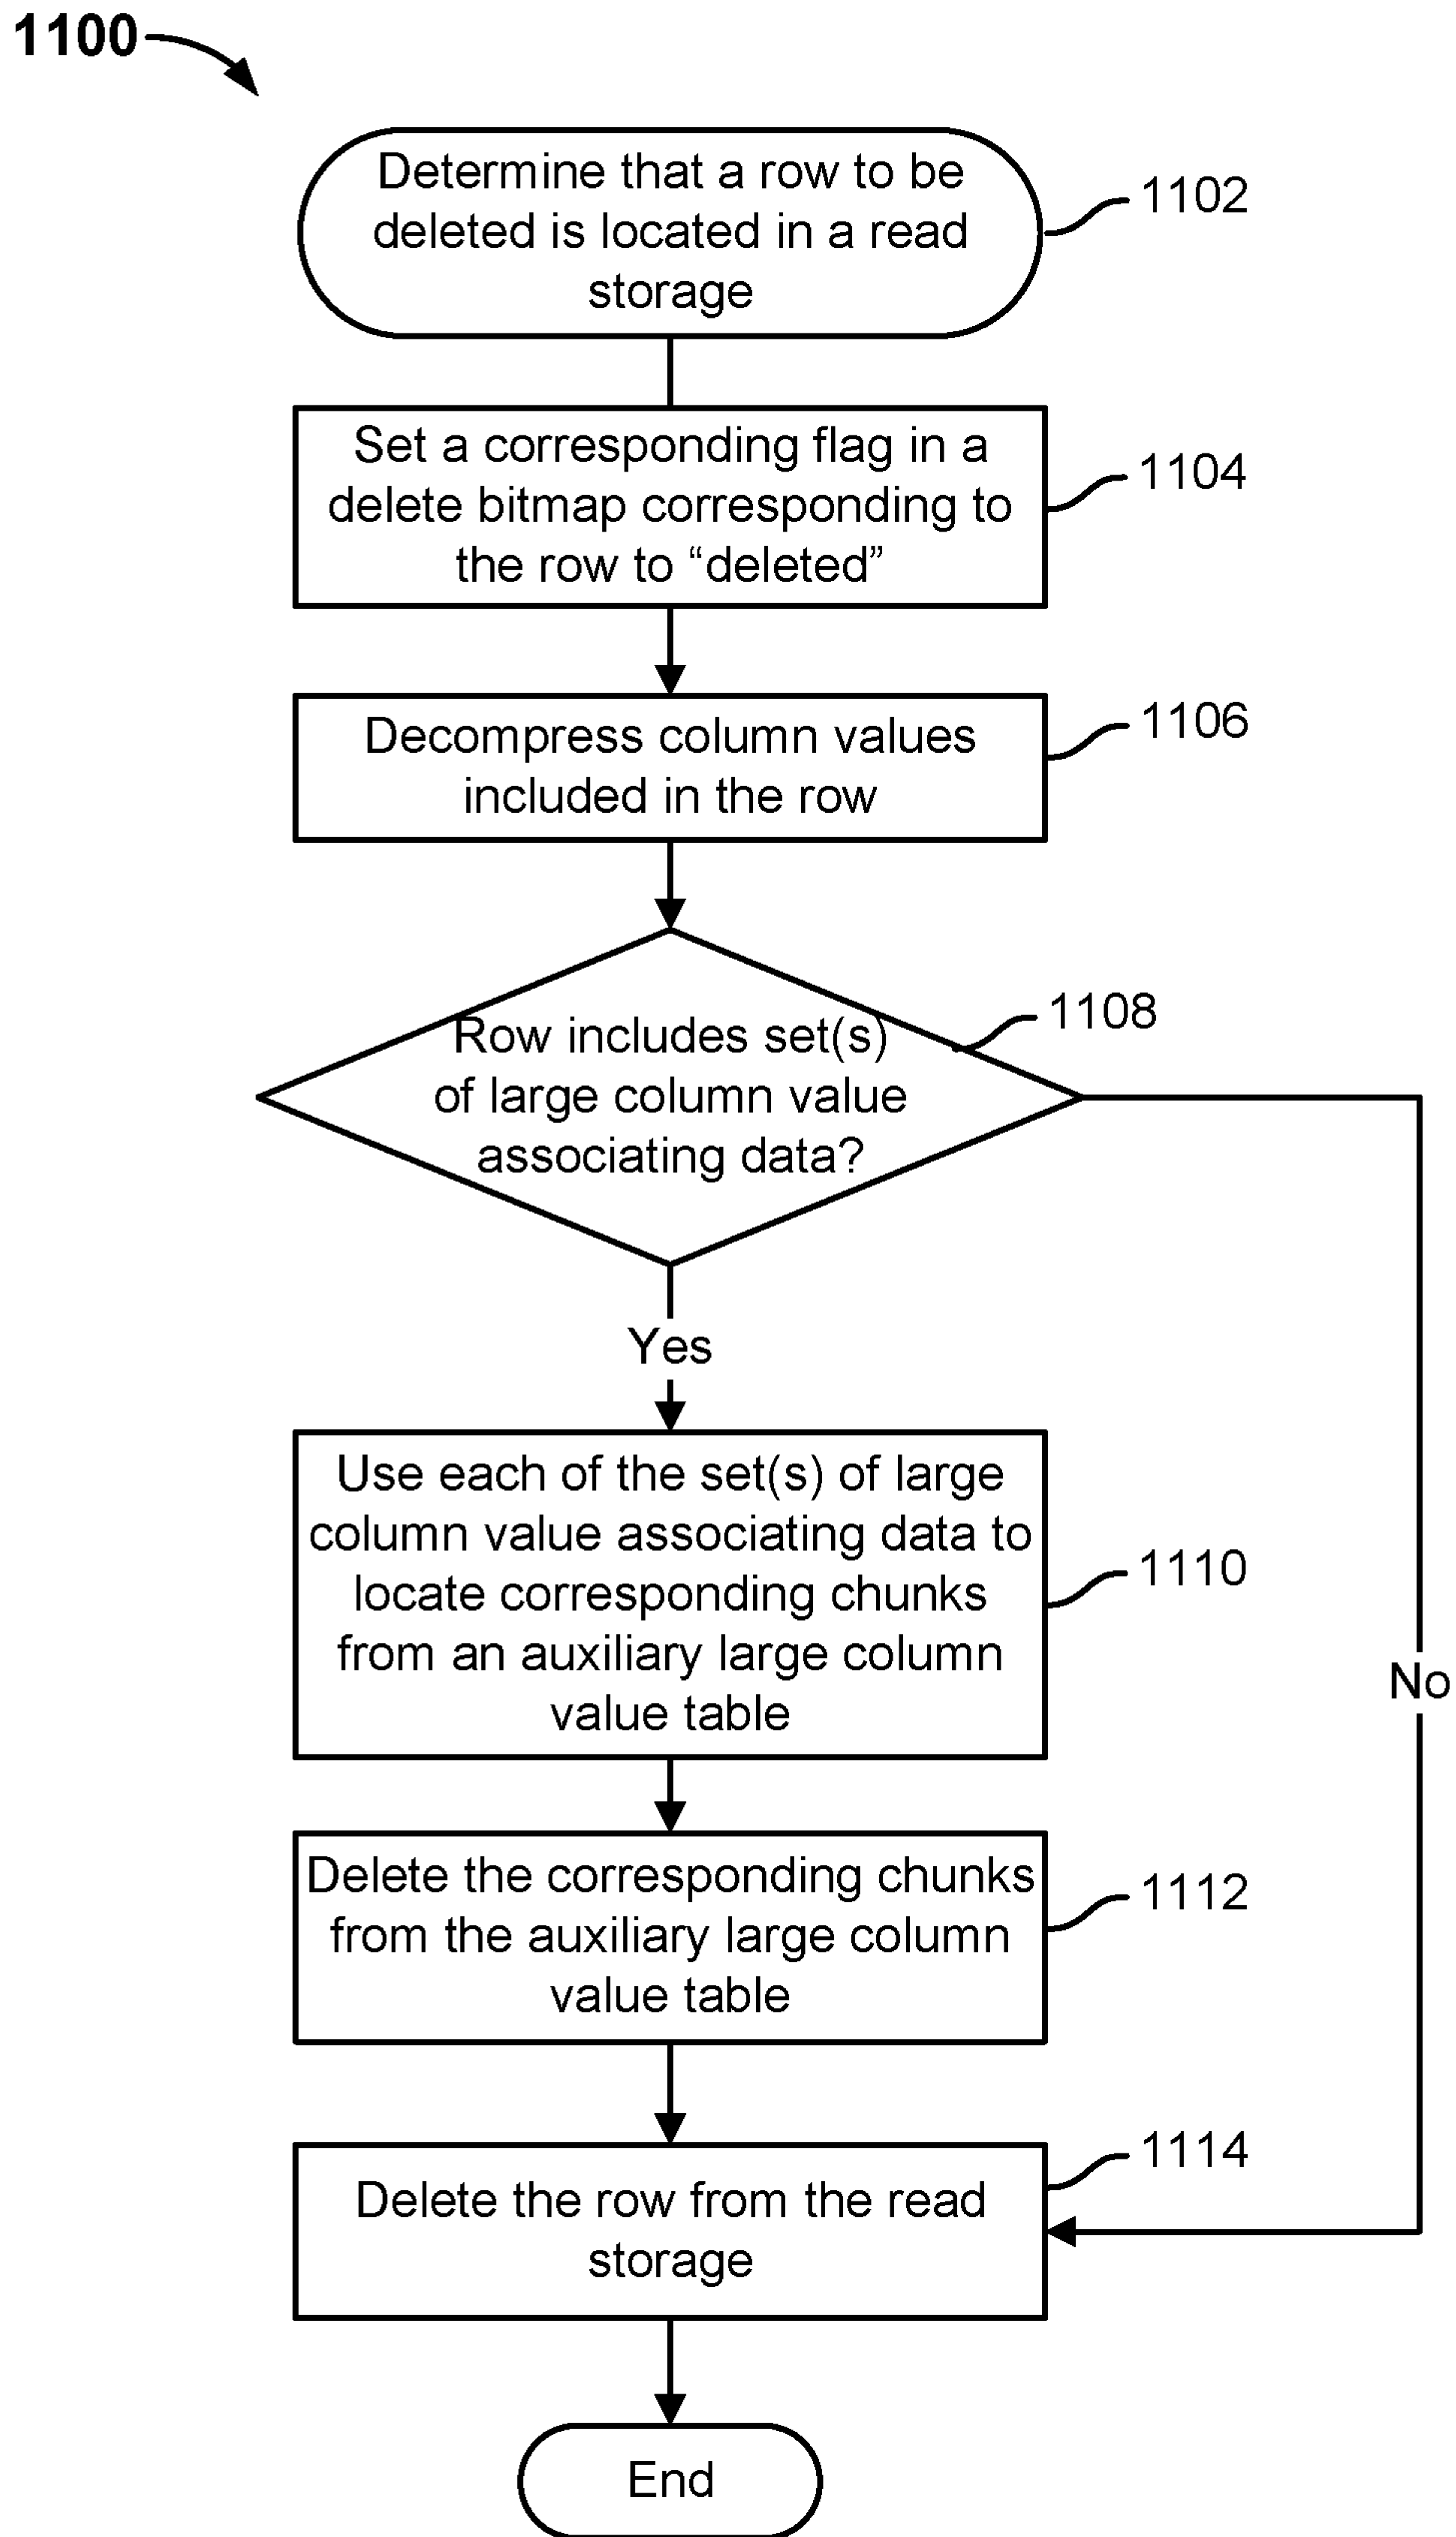 1100
Determine that a row to be
deleted is located in a read
storage
1102
Set a corresponding flag in a
delete bitmap corresponding to
the row to “deleted”
1104
Decompress column values
included in the row
1106
Row includes set(s)
of large column value
associating data?
1108
Yes
No
Use each of the set(s) of large
column value associating data to
locate corresponding chunks
from an auxiliary large column
value table
1110
Delete the corresponding chunks
from the auxiliary large column
value table
1112
Delete the row from the read
storage
1114
End